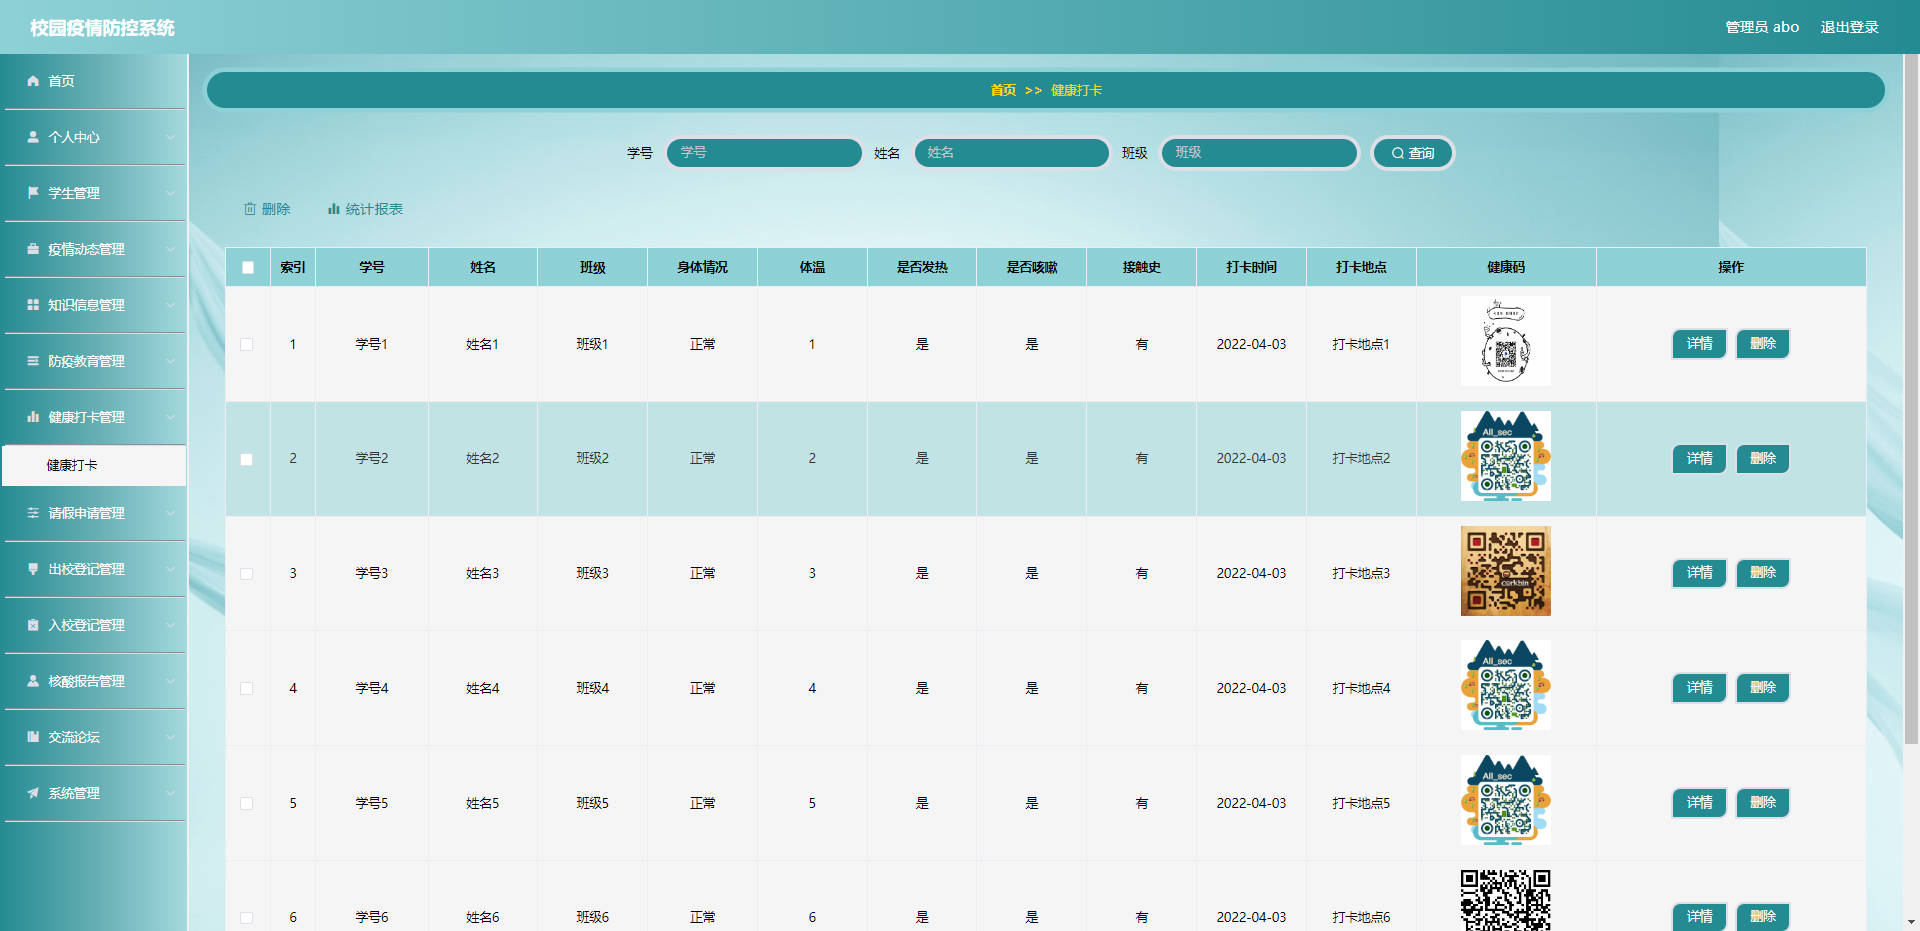 校园疫情防控系统
管理员 abo 退出登录
首页
个人中心
学生管理
疫情动态管理
知识信息管理
防疫教育管理
健康打卡管理
健康打卡
请假申请管理
出校登记管理
入校登记管理
核酸报告管理
交流论坛
系统管理
首页 >> 健康打卡
学号 学号 姓名 姓名 班级 班级 查询
删除 统计报表
索引 学号 姓名 班级 身体情况 体温 是否发热 是否咳嗽 接触史 打卡时间 打卡地点 健康码 操作
1 学号1 姓名1 班级1 正常 1 是 是 有 2022-04-03 打卡地点1 详情 删除
2 学号2 姓名2 班级2 正常 2 是 是 有 2022-04-03 打卡地点2 All_sec 详情 删除
3 学号3 姓名3 班级3 正常 3 是 是 有 2022-04-03 打卡地点3 详情 删除
4 学号4 姓名4 班级4 正常 4 是 是 有 2022-04-03 打卡地点4 All_sec 详情 删除
5 学号5 姓名5 班级5 正常 5 是 是 有 2022-04-03 打卡地点5 All_sec 详情 删除
6 学号6 姓名6 班级6 正常 6 是 是 有 2022-04-03 打卡地点6 详情 删除